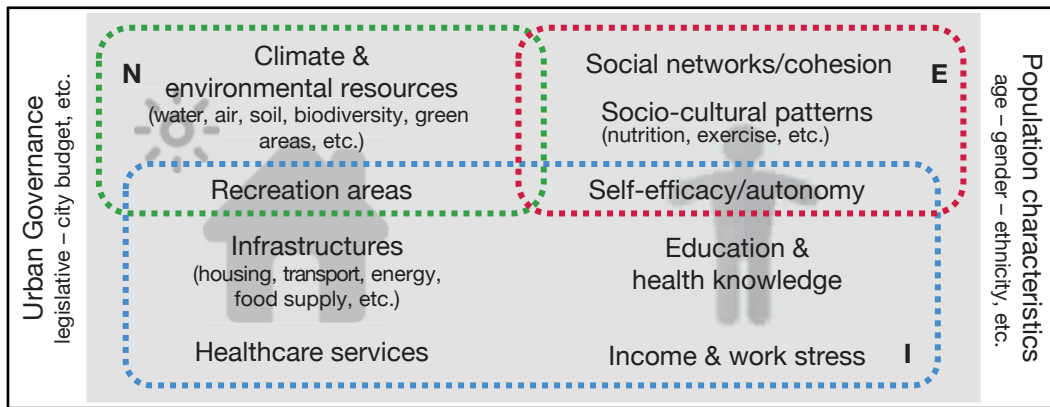 Urban Governance
legislative – city budget, etc.
N
Climate &
environmental resources
(water, air, soil, biodiversity, green
areas, etc.)
Recreation areas
Infrastructures
(housing, transport, energy,
food supply, etc.)
Healthcare services
E
Social networks/cohesion
Socio-cultural patterns
(nutrition, exercise, etc.)
Self-efficacy/autonomy
Education &
health knowledge
Income & work stress
I
Population characteristics
age – gender – ethnicity, etc.